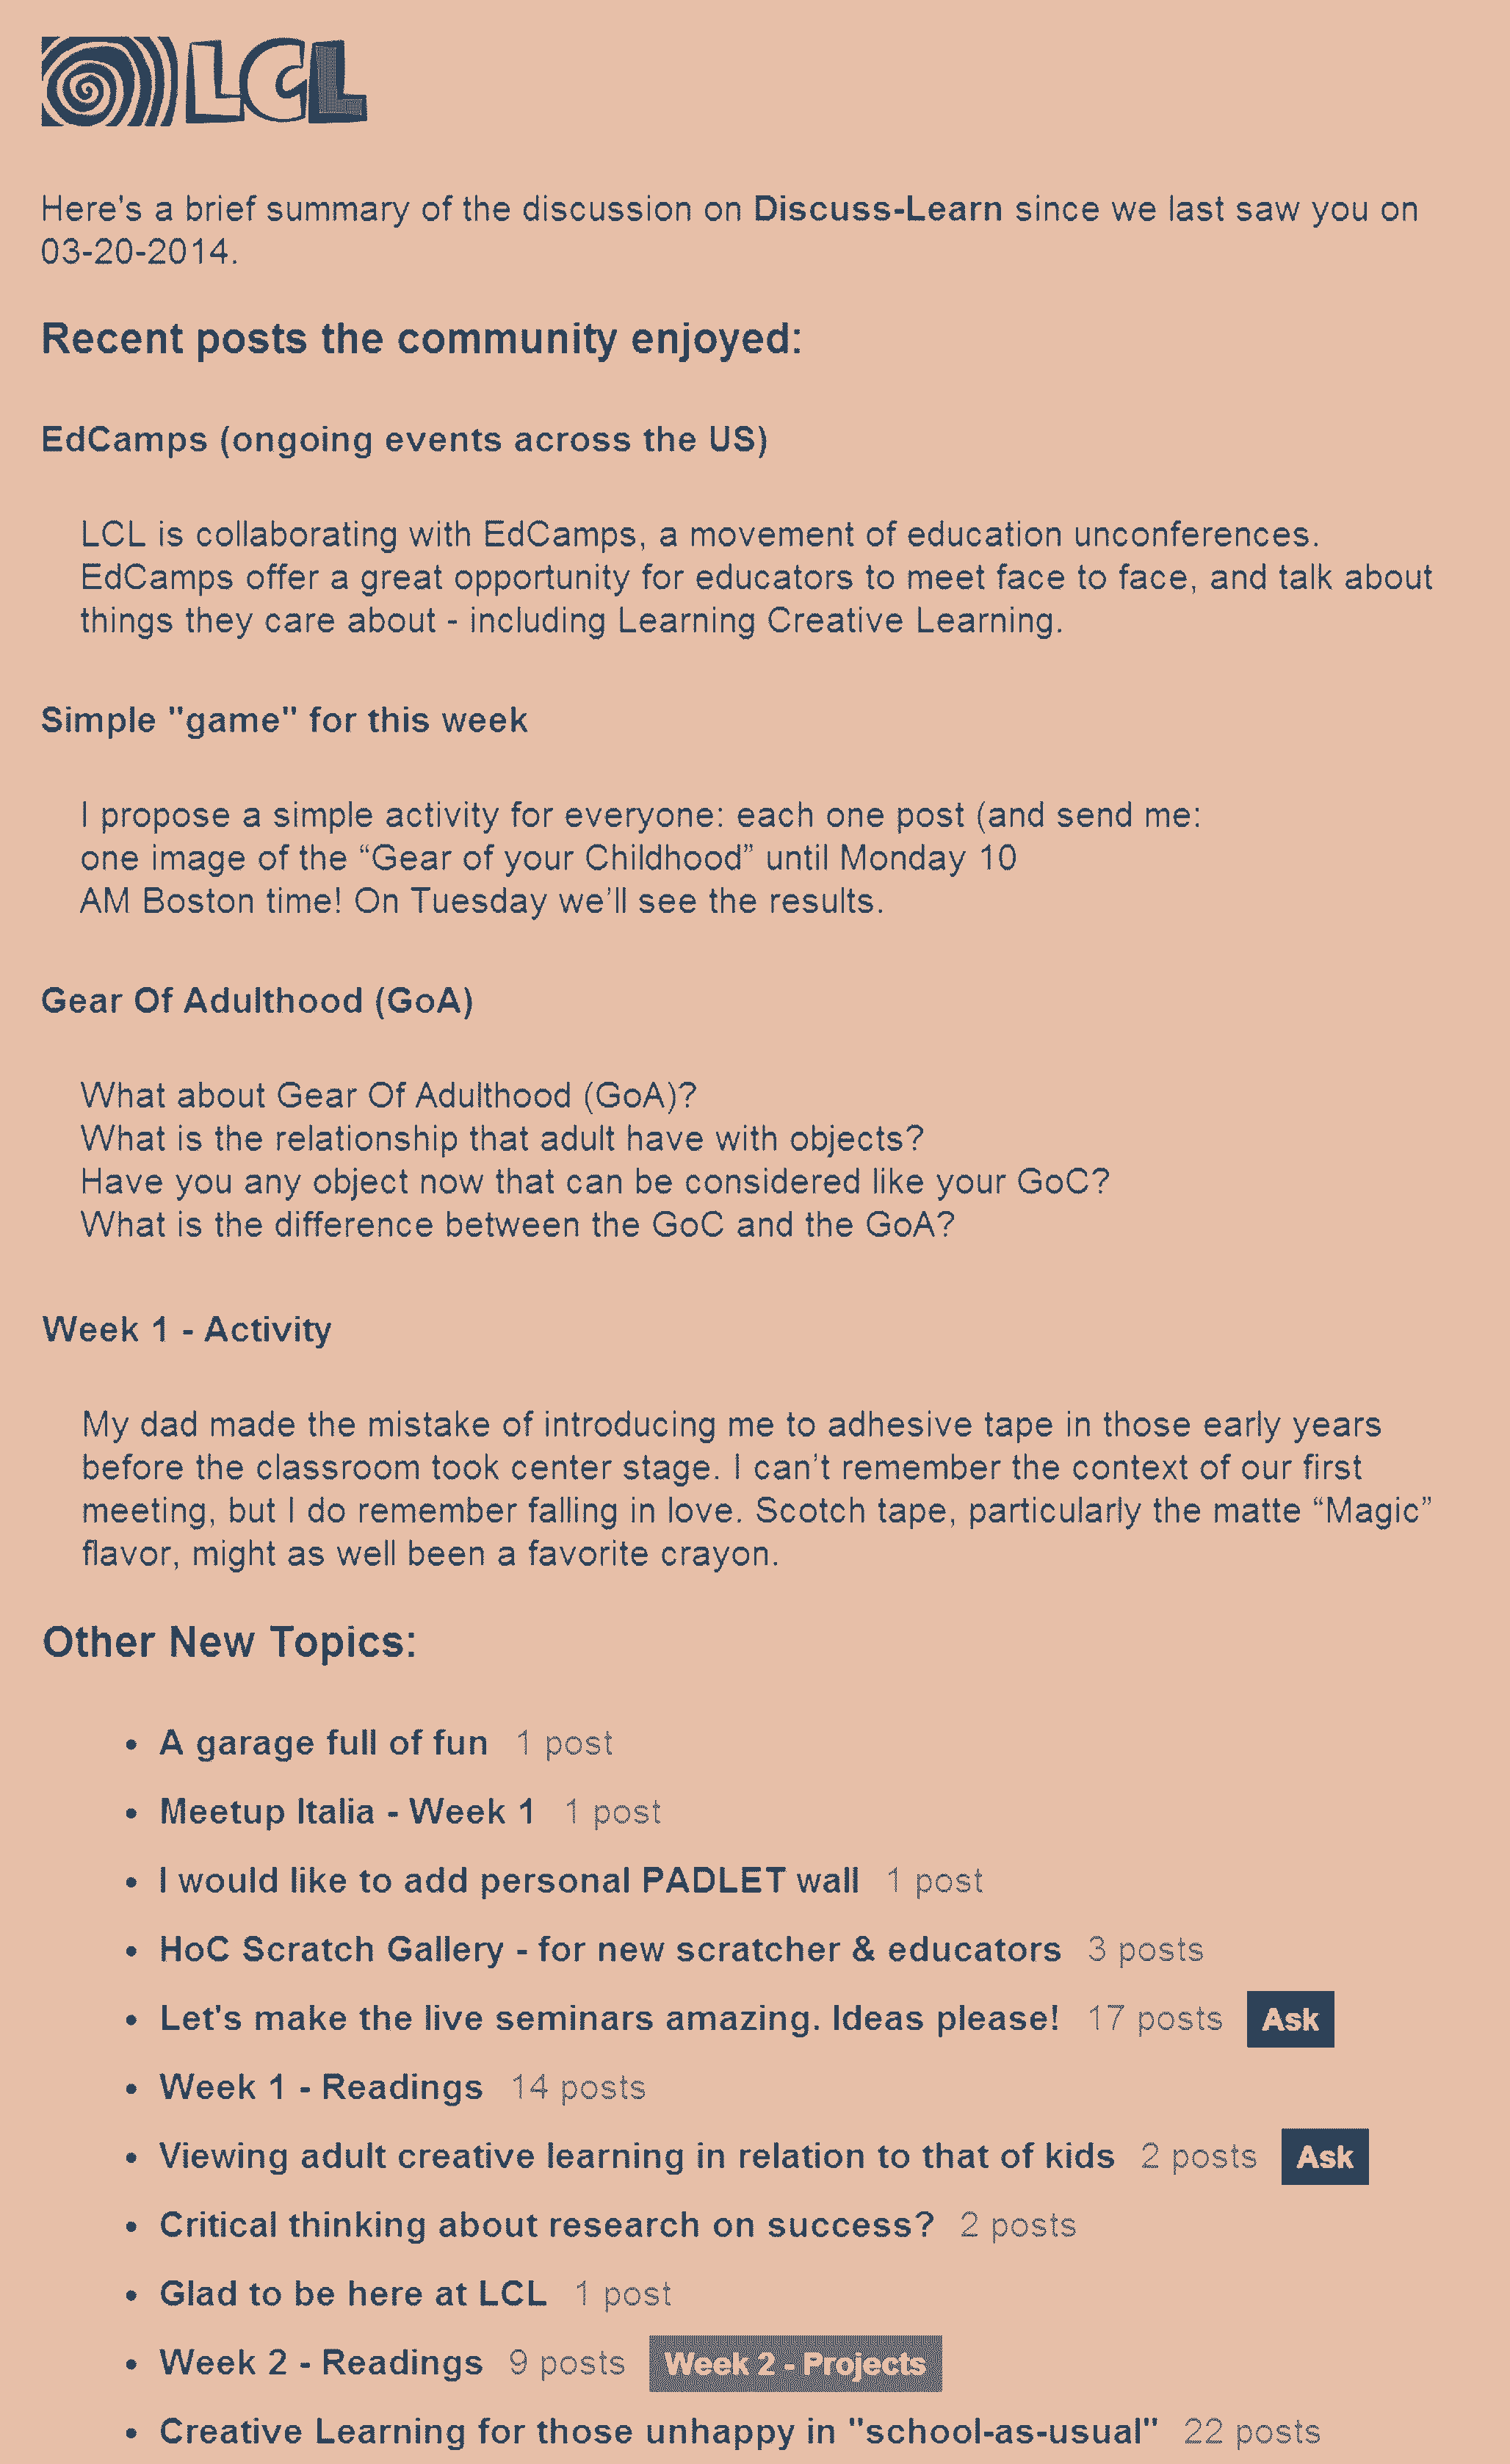 LCL
Here's a brief summary of the discussion on Discuss-Learn since we last saw you on
03-20-2014.
Recent posts the community enjoyed:
EdCamps (ongoing events across the US)
LCL is collaborating with EdCamps, a movement of education unconferences.
EdCamps offer a great opportunity for educators to meet face to face, and talk about
things they care about - including Learning Creative Learning.
Simple "game" for this week
I propose a simple activity for everyone: each one post (and send me:
one image of the “Gear of your Childhood” until Monday 10
AM Boston time! On Tuesday we’ll see the results.
Gear Of Adulthood (GoA)
What about Gear Of Adulthood (GoA)?
What is the relationship that adult have with objects?
Have you any object now that can be considered like your GoC?
What is the difference between the GoC and the GoA?
Week 1 - Activity
My dad made the mistake of introducing me to adhesive tape in those early years
before the classroom took center stage. I can’t remember the context of our first
meeting, but I do remember falling in love. Scotch tape, particularly the matte “Magic”
flavor, might as well been a favorite crayon.
Other New Topics:
• A garage full of fun 1 post
• Meetup Italia - Week 1 1 post
• I would like to add personal PADLET wall 1 post
• HoC Scratch Gallery - for new scratcher & educators 3 posts
• Let's make the live seminars amazing. Ideas please! 17 posts Ask
• Week 1 - Readings 14 posts
• Viewing adult creative learning in relation to that of kids 2 posts Ask
• Critical thinking about research on success? 2 posts
• Glad to be here at LCL 1 post
• Week 2 - Readings 9 posts Week 2 - Projects
• Creative Learning for those unhappy in "school-as-usual" 22 posts